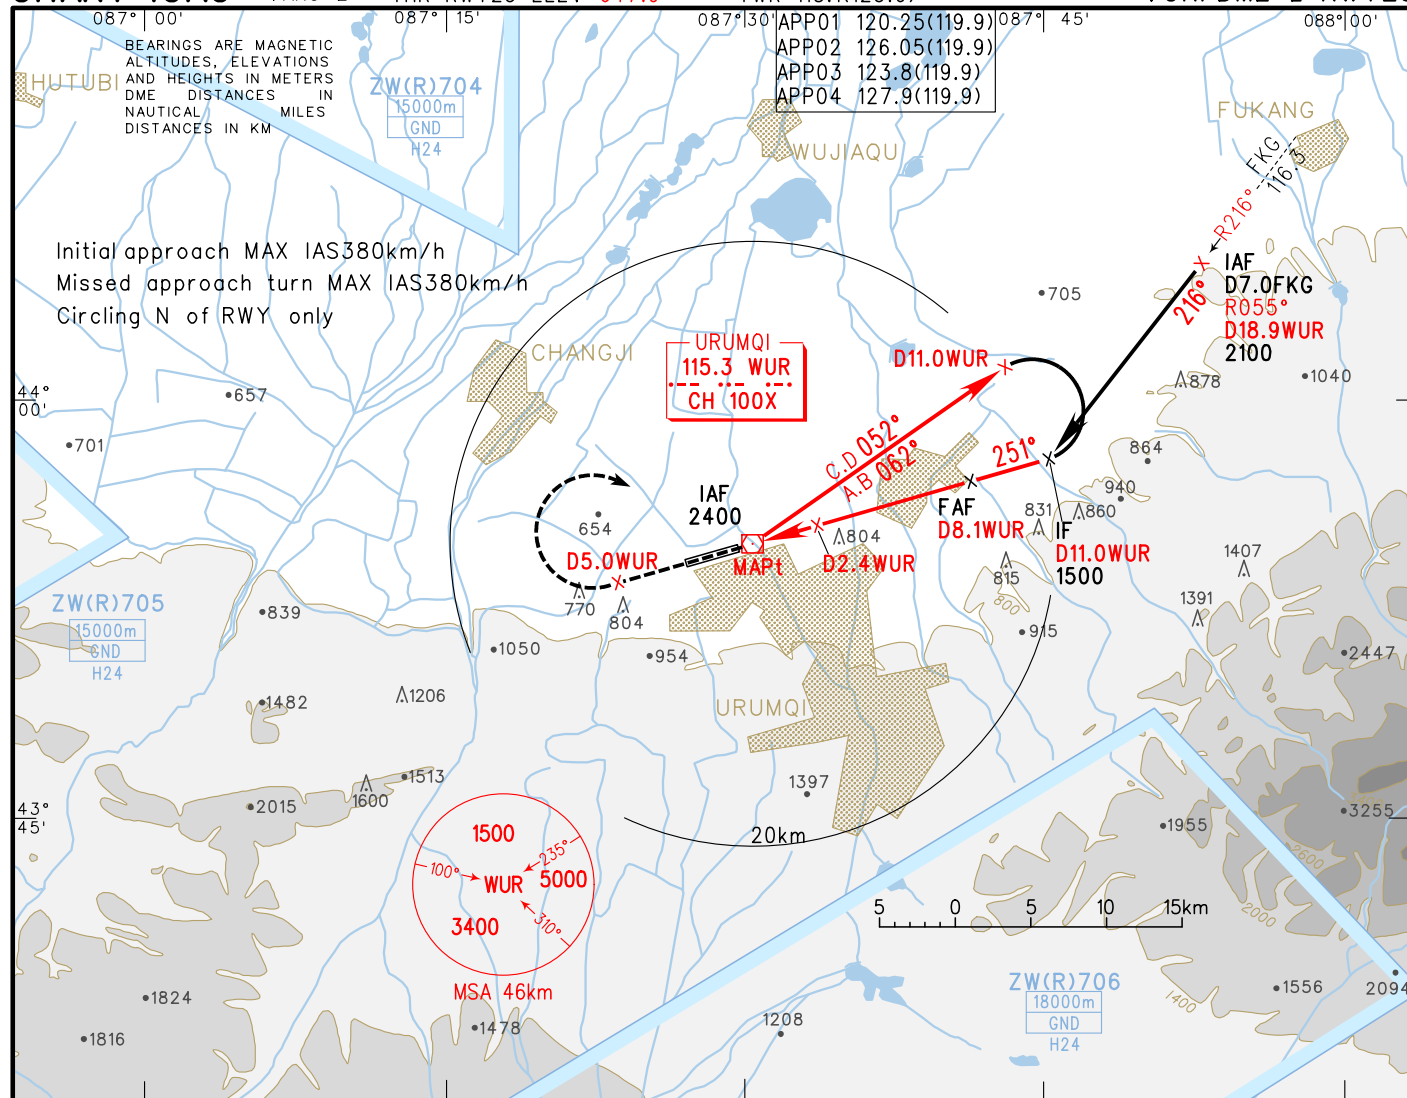 087° 00'
087° 15'
087° 30'
087° 45'
088° 00'
BEARINGS ARE MAGNETIC
ALTITUDES, ELEVATIONS
AND HEIGHTS IN METERS
DME DISTANCES IN
NAUTICAL MILES
DISTANCES IN KM
HUTUBI
ZW(R)704
15000m
GND
H24
APP01 120.25(119.9)
APP02 126.05(119.9)
APP03 123.8(119.9)
APP04 127.9(119.9)
WUJIAQU
FUKANG
FKG
116.3
R216°
Initial approach MAX IAS380km/h
Missed approach turn MAX IAS380km/h
Circling N of RWY only
IAF
D7.0FKG
R055°
D18.9WUR
2100
216°
705
CHANGJI
URUMQI
115.3 WUR
CH 100X
D11.0WUR
878
1040
44°
00'
657
701
C.D 052°
A.B 062°
251°
864
940
IAF
2400
654
FAF
D8.1WUR
831
860
IF
D11.0WUR
1500
804
D5.0WUR
MAPt
D2.4WUR
815
800
1407
1391
770
804
ZW(R)705
15000m
GND
H24
839
1050
954
915
2447
1482
1206
URUMQI
1513
1600
2015
1397
43°
45'
20km
3255
1955
2600
2000
1500
100°
235°
WUR
5000
3400
310°
MSA 46km
5 0 5 10 15km
ZW(R)706
18000m
GND
H24
1400
1556
2094
1824
1816
1478
1208